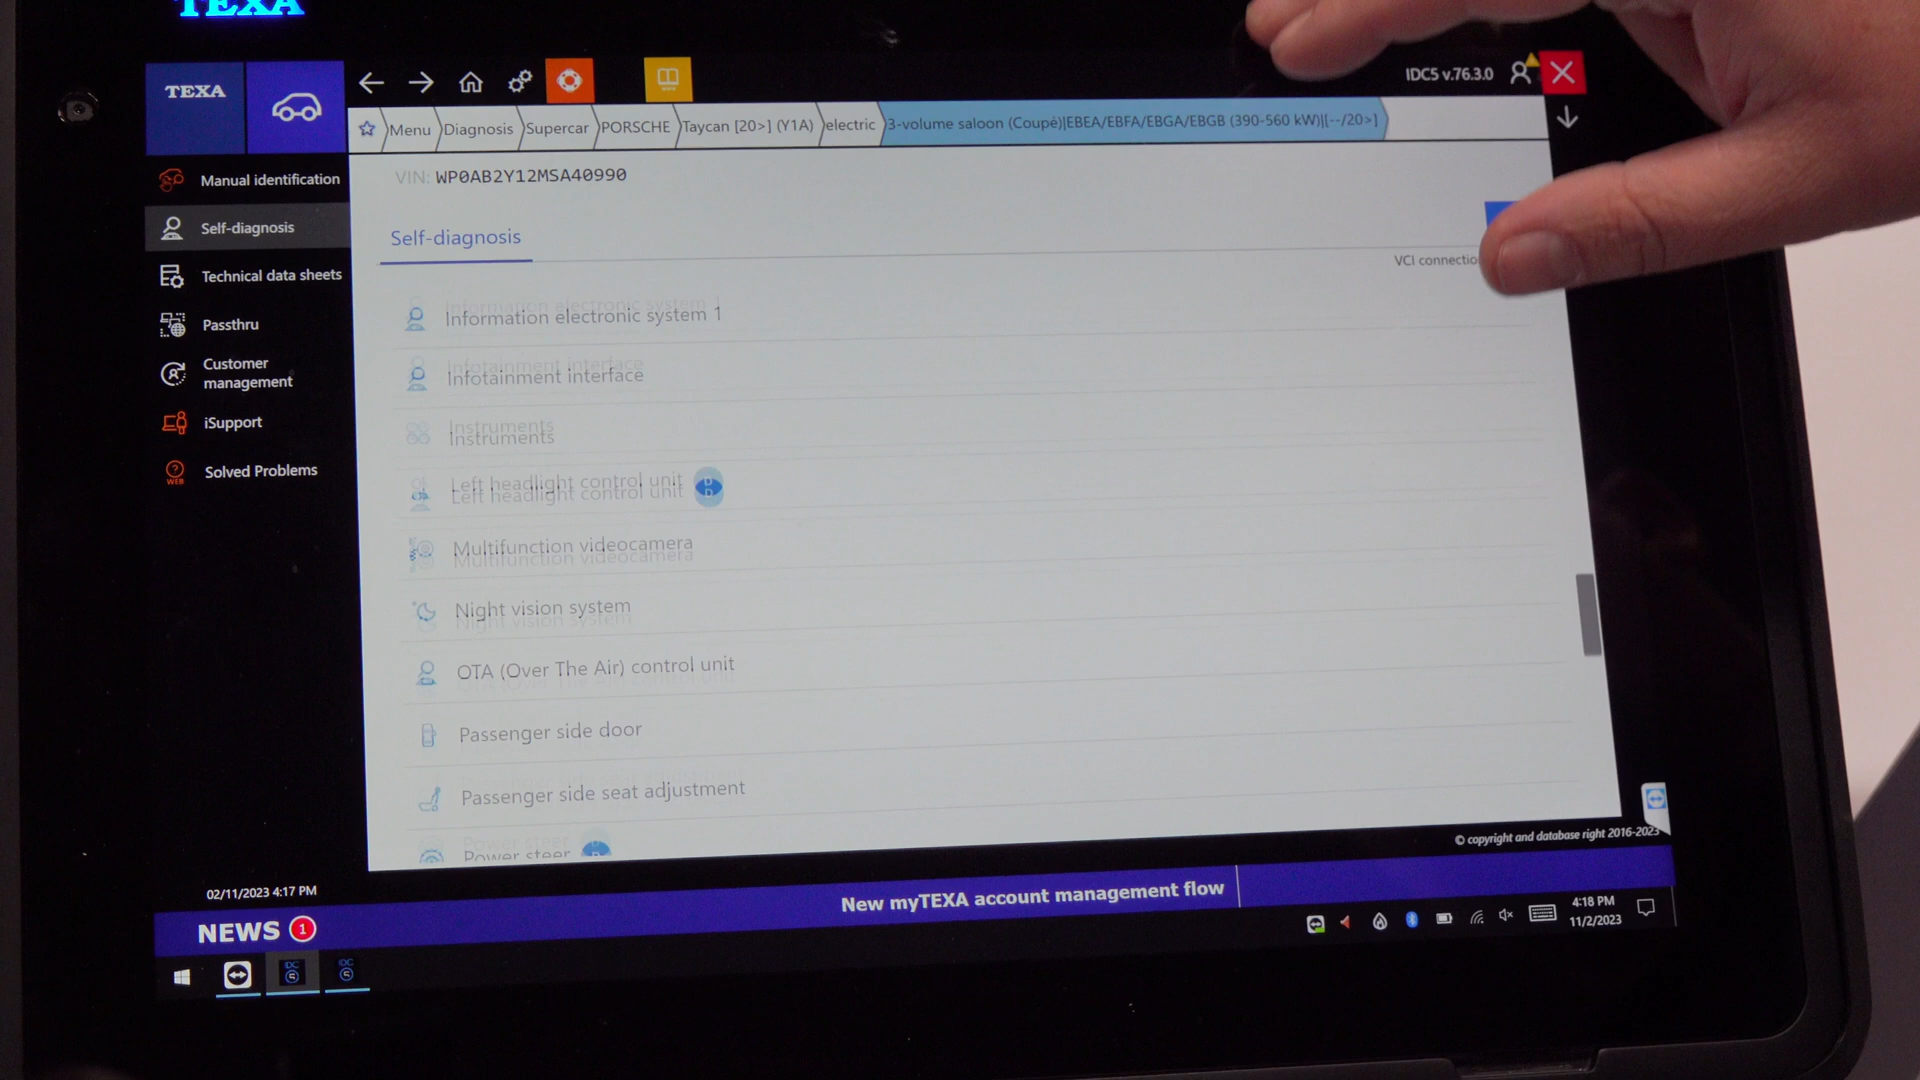 TEXA
TEXA
IDC5 v.76.3.0
Menu
Diagnosis
Supercar
PORSCHE
Taycan [20>] (Y1A)
electric
3-volume saloon (Coupé)|EBEA/EBFA/EBGA/EBGB (390-560 kW)|[--/20>]
Manual identification
Self-diagnosis
Technical data sheets
Passthru
Customer
management
iSupport
WEB
Solved Problems
VIN: WP0AB2Y12MSA40990
Self-diagnosis
VCI connectio
Information electronic system 1
Infotainment interface
Instruments
Left headlight control unit
Multifunction videocamera
Night vision system
OTA (Over The Air) control unit
Passenger side door
Passenger side seat adjustment
Power steer
© copyright and database right 2016-2023
02/11/2023 4:17 PM
New myTEXA account management flow
NEWS 1
4:18 PM
11/2/2023